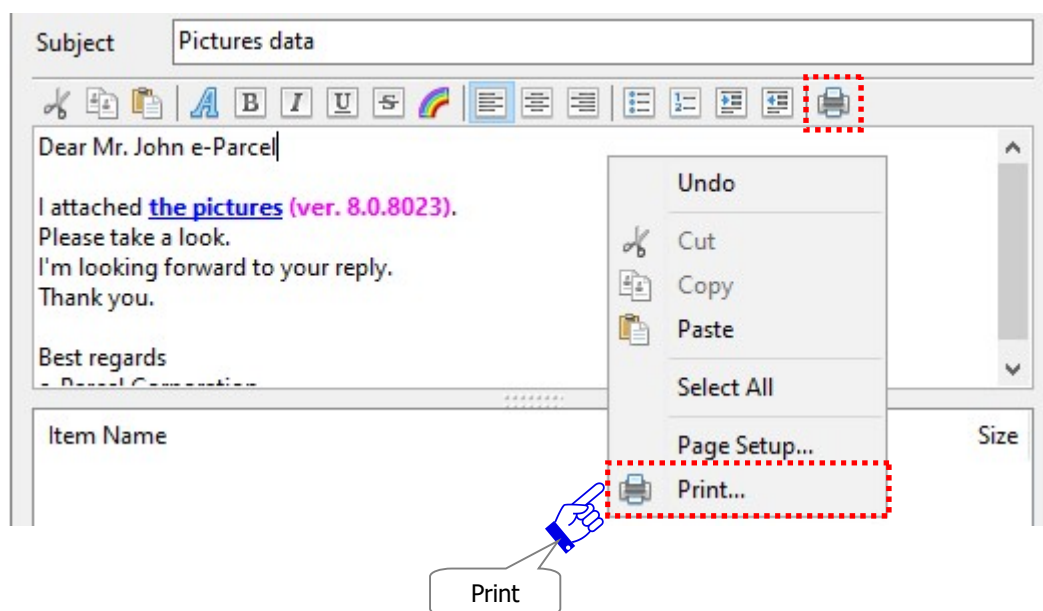 Subject
Pictures data
Dear Mr. John e-Parcel
I attached the pictures (ver. 8.0.8023).
Please take a look.
I'm looking forward to your reply.
Thank you.
Best regards
e-Parcel Corporation
Undo
Cut
Copy
Paste
Select All
Page Setup...
Print...
Item Name
Size
Print